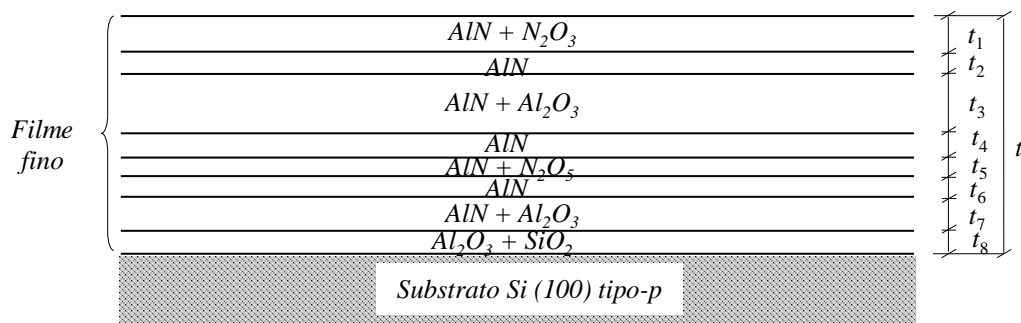 AlN + N₂O₃
t₁
AlN
t₂
AlN + Al₂O₃
t₃
Filme
fino
AlN
t₄
t
AlN + N₂O₅
t₅
AlN
t₆
AlN + Al₂O₃
t₇
Al₂O₃ + SiO₂
t₈
Substrato Si (100) tipo-p